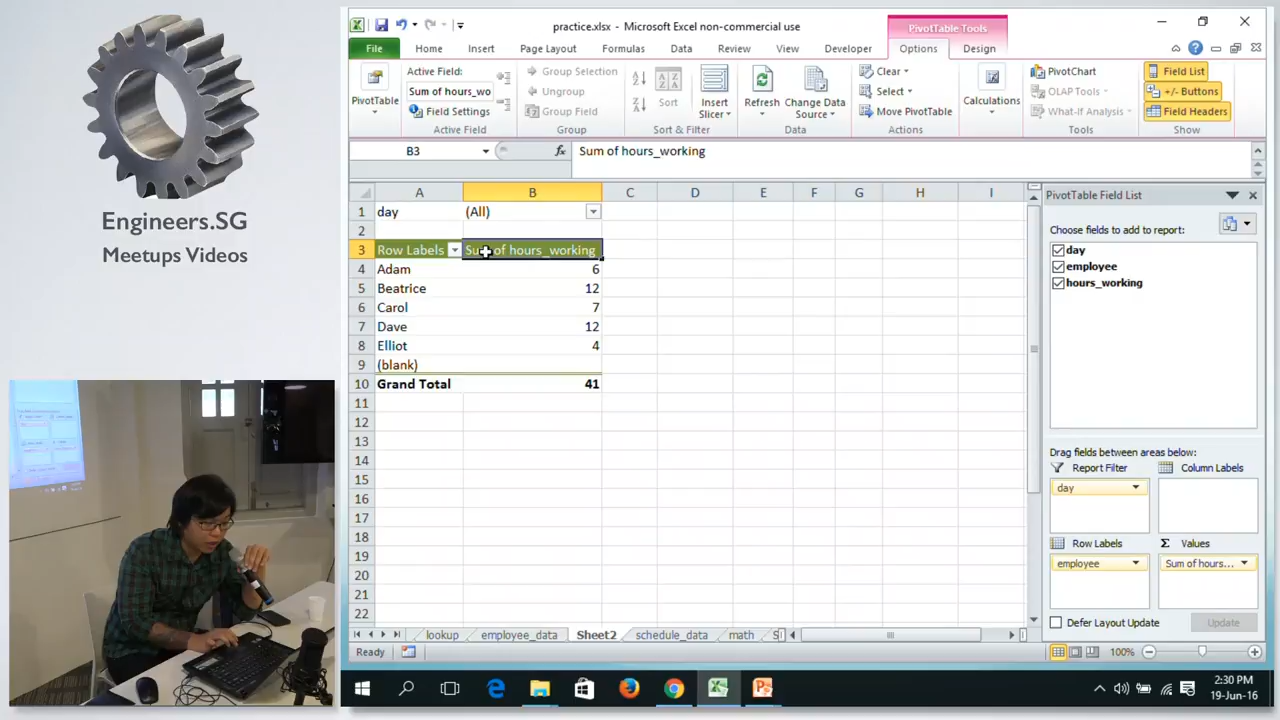 Engineers.SG
Meetups Videos
practice.xlsx - Microsoft Excel non-commercial use
PivotTable Tools
File Home Insert Page Layout Formulas Data Review View Developer Options Design
PivotTable
Active Field:
Sum of hours_wo
Field Settings
Active Field
Group Selection
Ungroup
Group Field
Group
Sort
Insert
Slicer
Sort & Filter
Refresh
Change Data
Source
Data
Clear
Select
Move PivotTable
Actions
Calculations
PivotChart
OLAP Tools
What-If Analysis
Tools
Field List
+/- Buttons
Field Headers
Show
B3 fx Sum of hours_working
A B C D E F G H I
1 day (All)
2
3 Row Labels Sum of hours_working
4 Adam 6
5 Beatrice 12
6 Carol 7
7 Dave 12
8 Elliot 4
9 (blank)
10 Grand Total 41
11
12
13
14
15
16
17
18
19
20
21
22
PivotTable Field List
Choose fields to add to report:
day
employee
hours_working
Drag fields between areas below:
Report Filter
Column Labels
day
Row Labels
Σ Values
employee
Sum of hours...
Defer Layout Update
Update
lookup employee_data Sheet2 schedule_data math
Ready
100%
2:30 PM
19-Jun-16